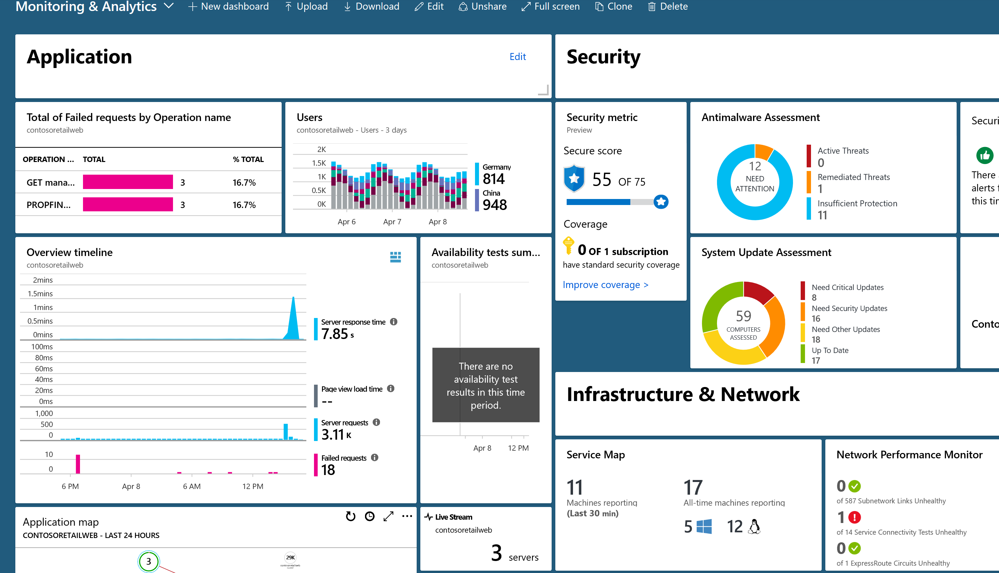 Monitoring & Analytics
New dashboard
Upload
Download
Edit
Unshare
Full screen
Clone
Delete
Application
Edit
Total of Failed requests by Operation name
contosoretailweb
OPERATION ... TOTAL % TOTAL
GET mana... 3 16.7%
PROPFIN... 3 16.7%
Users
contosoretailweb - Users - 3 days
2K
1.5K
1K
0.5K
0K
Apr 6 Apr 7 Apr 8
Germany
814
China
948
Overview timeline
contosoretailweb
2mins
1.5mins
1mins
0.5mins
0mins
Server response time
7.85 s
100ms
80ms
60ms
40ms
20ms
0ms
Page view load time
--
1,000
500
0
Server requests
3.11 K
10
0
Failed requests
18
6 PM Apr 8 6 AM 12 PM
Availability tests sum...
contosoretailweb
There are no
availability test
results in this time
period.
Apr 8 12 PM
Application map
CONTOSORETAILWEB - LAST 24 HOURS
3
29K
contosoretailweb
CLIENT
Live Stream
contosoretailweb
3 servers
Security
Security metric
Preview
Secure score
55 OF 75
Coverage
0 OF 1 subscription
have standard security coverage
Improve coverage >
Antimalware Assessment
12
NEED
ATTENTION
Active Threats
0
Remediated Threats
1
Insufficient Protection
11
Securi
There
alerts f
this tin
System Update Assessment
59
COMPUTERS
ASSESSED
Need Critical Updates
8
Need Security Updates
16
Need Other Updates
18
Up To Date
17
Conto
Infrastructure & Network
Service Map
11
Machines reporting
(Last 30 min)
17
All-time machines reporting
5 12
Network Performance Monitor
0
of 587 Subnetwork Links Unhealthy
1
of 14 Service Connectivity Tests Unhealthy
0
of 1 ExpressRoute Circuits Unhealthy